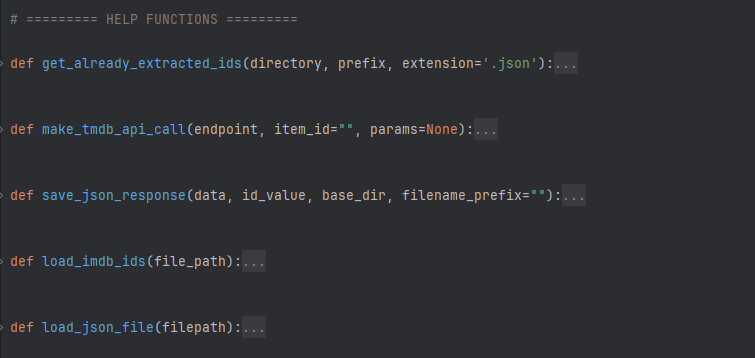 # ========= HELP FUNCTIONS =========
def get_already_extracted_ids(directory, prefix, extension='.json'):...
def make_tmdb_api_call(endpoint, item_id="", params=None):...
def save_json_response(data, id_value, base_dir, filename_prefix=""):...
def load_imdb_ids(file_path):...
def load_json_file(filepath):...